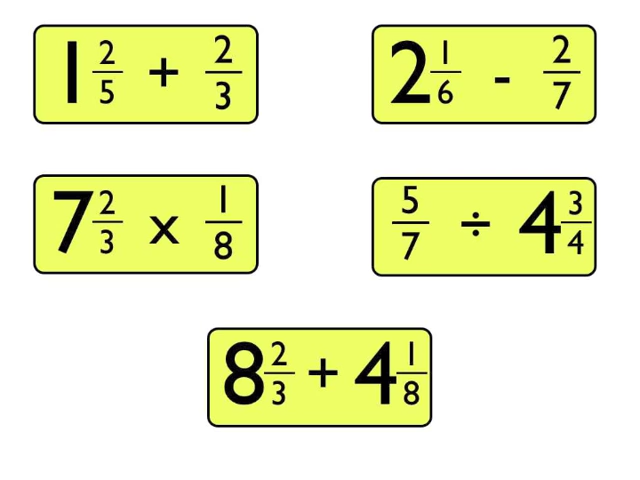 1 2/5 + 2/3
2 1/6 - 2/7
7 2/3 x 1/8
5/7 ÷ 4 3/4
8 2/3 + 4 1/8